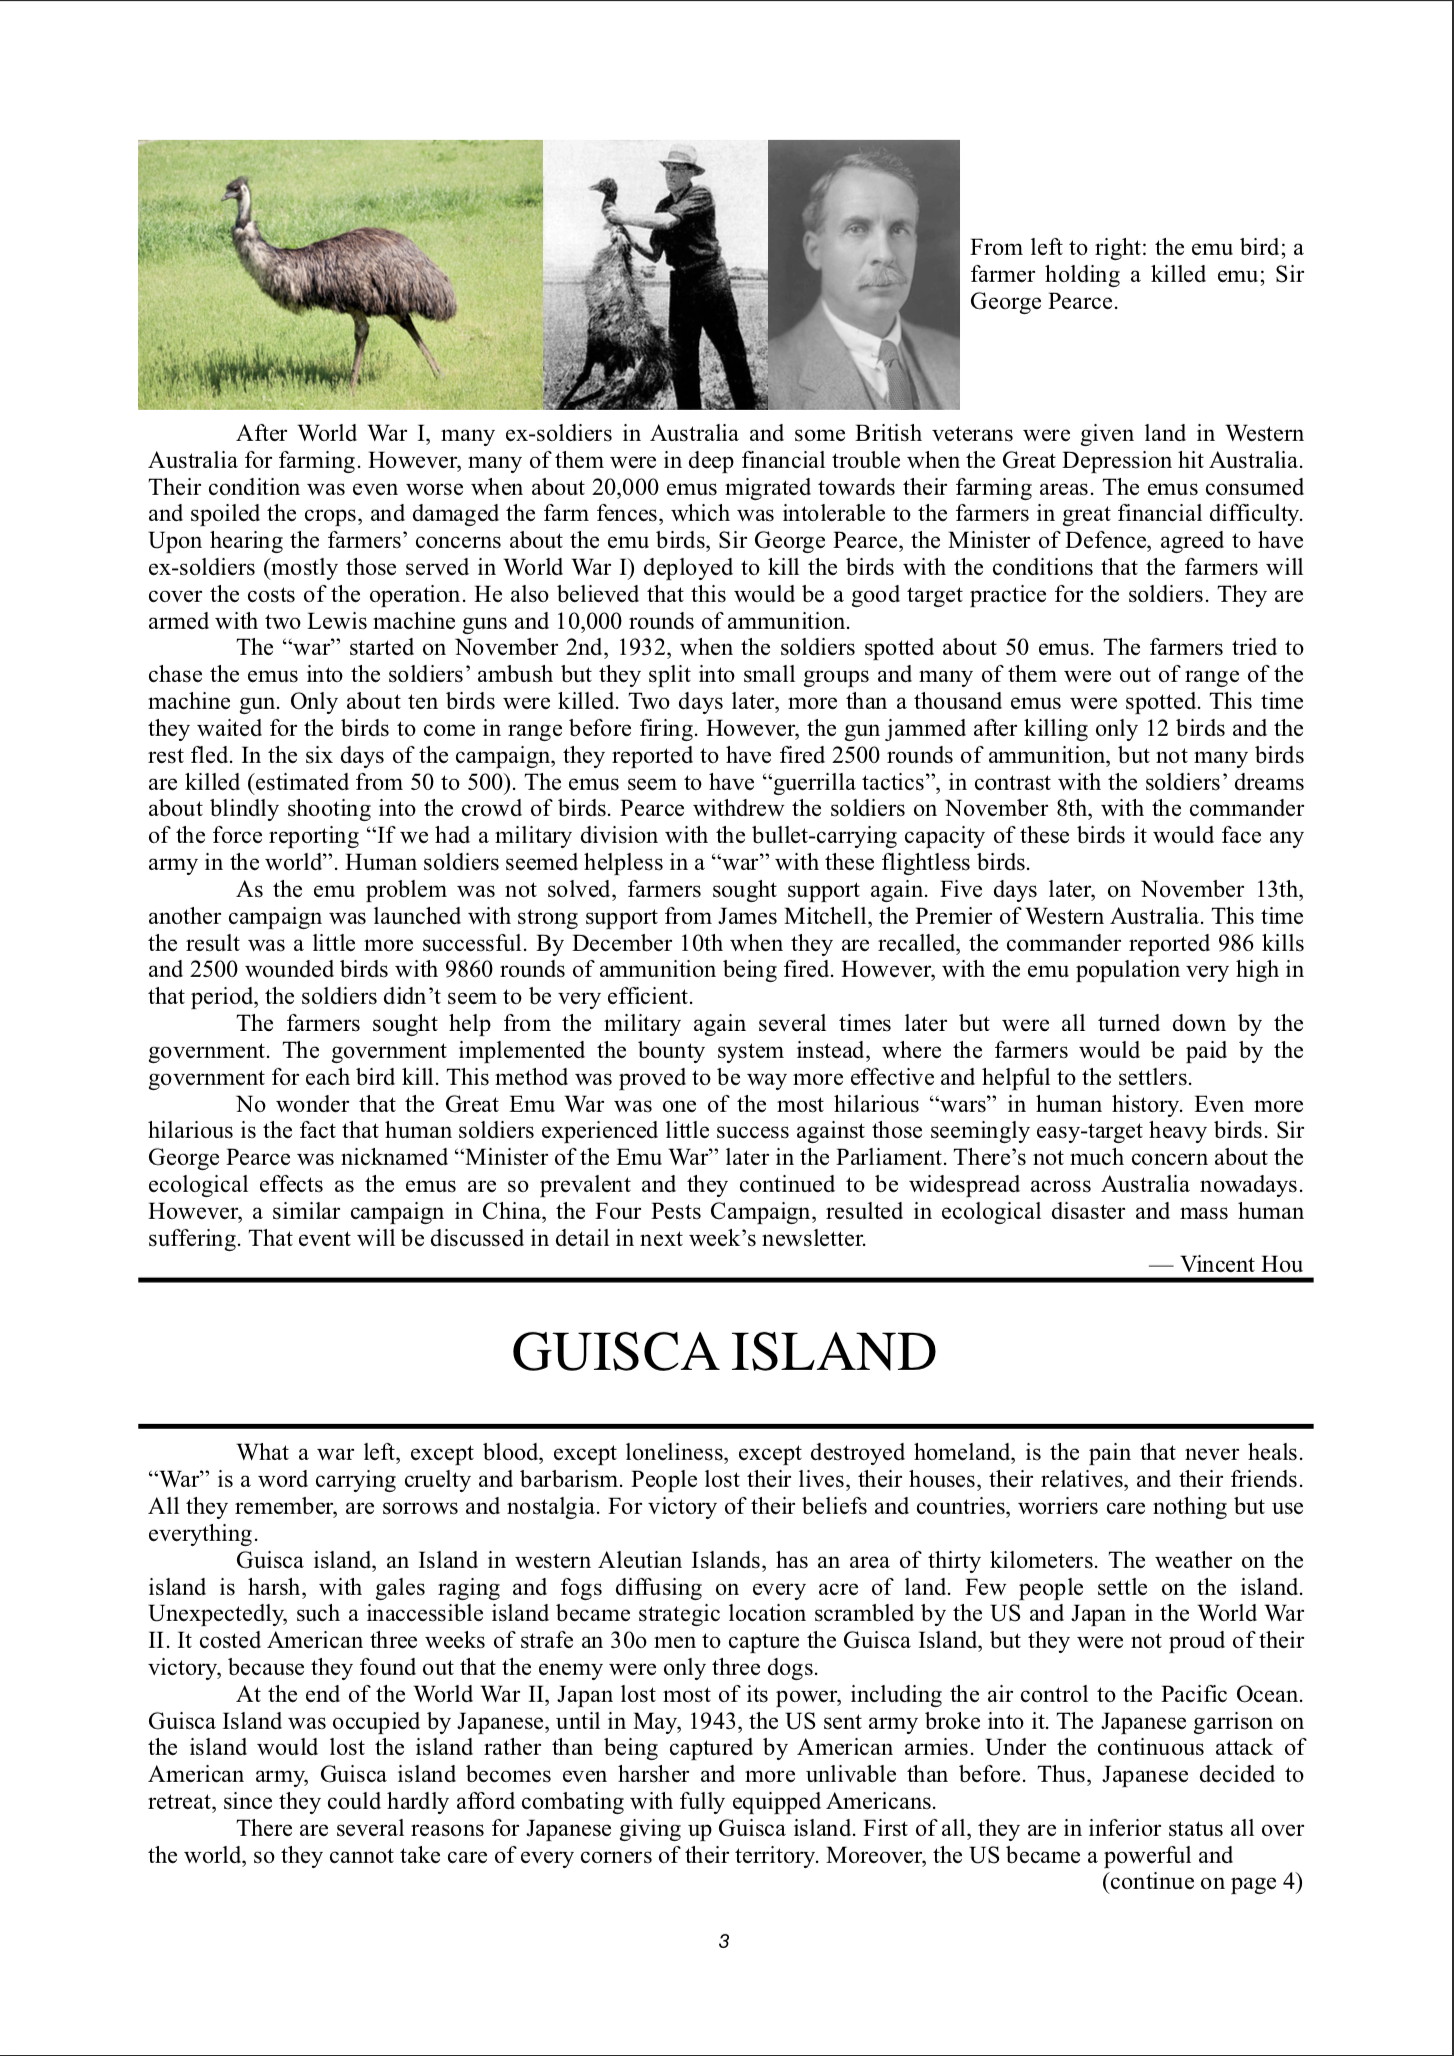 From left to right: the emu bird; a
farmer holding a killed emu; Sir
George Pearce.
After World War I, many ex-soldiers in Australia and some British veterans were given land in Western
Australia for farming. However, many of them were in deep financial trouble when the Great Depression hit Australia.
Their condition was even worse when about 20,000 emus migrated towards their farming areas. The emus consumed
and spoiled the crops, and damaged the farm fences, which was intolerable to the farmers in great financial difficulty.
Upon hearing the farmers’ concerns about the emu birds, Sir George Pearce, the Minister of Defence, agreed to have
ex-soldiers (mostly those served in World War I) deployed to kill the birds with the conditions that the farmers will
cover the costs of the operation. He also believed that this would be a good target practice for the soldiers. They are
armed with two Lewis machine guns and 10,000 rounds of ammunition.
The “war” started on November 2nd, 1932, when the soldiers spotted about 50 emus. The farmers tried to
chase the emus into the soldiers’ ambush but they split into small groups and many of them were out of range of the
machine gun. Only about ten birds were killed. Two days later, more than a thousand emus were spotted. This time
they waited for the birds to come in range before firing. However, the gun jammed after killing only 12 birds and the
rest fled. In the six days of the campaign, they reported to have fired 2500 rounds of ammunition, but not many birds
are killed (estimated from 50 to 500). The emus seem to have “guerrilla tactics”, in contrast with the soldiers’ dreams
about blindly shooting into the crowd of birds. Pearce withdrew the soldiers on November 8th, with the commander
of the force reporting “If we had a military division with the bullet-carrying capacity of these birds it would face any
army in the world”. Human soldiers seemed helpless in a “war” with these flightless birds.
As the emu problem was not solved, farmers sought support again. Five days later, on November 13th,
another campaign was launched with strong support from James Mitchell, the Premier of Western Australia. This time
the result was a little more successful. By December 10th when they are recalled, the commander reported 986 kills
and 2500 wounded birds with 9860 rounds of ammunition being fired. However, with the emu population very high in
that period, the soldiers didn’t seem to be very efficient.
The farmers sought help from the military again several times later but were all turned down by the
government. The government implemented the bounty system instead, where the farmers would be paid by the
government for each bird kill. This method was proved to be way more effective and helpful to the settlers.
No wonder that the Great Emu War was one of the most hilarious “wars” in human history. Even more
hilarious is the fact that human soldiers experienced little success against those seemingly easy-target heavy birds. Sir
George Pearce was nicknamed “Minister of the Emu War” later in the Parliament. There’s not much concern about the
ecological effects as the emus are so prevalent and they continued to be widespread across Australia nowadays.
However, a similar campaign in China, the Four Pests Campaign, resulted in ecological disaster and mass human
suffering. That event will be discussed in detail in next week’s newsletter.
— Vincent Hou
GUISCA ISLAND
What a war left, except blood, except loneliness, except destroyed homeland, is the pain that never heals.
“War” is a word carrying cruelty and barbarism. People lost their lives, their houses, their relatives, and their friends.
All they remember, are sorrows and nostalgia. For victory of their beliefs and countries, worriers care nothing but use
everything.
Guisca island, an Island in western Aleutian Islands, has an area of thirty kilometers. The weather on the
island is harsh, with gales raging and fogs diffusing on every acre of land. Few people settle on the island.
Unexpectedly, such a inaccessible island became strategic location scrambled by the US and Japan in the World War
II. It costed American three weeks of strafe an 30o men to capture the Guisca Island, but they were not proud of their
victory, because they found out that the enemy were only three dogs.
At the end of the World War II, Japan lost most of its power, including the air control to the Pacific Ocean.
Guisca Island was occupied by Japanese, until in May, 1943, the US sent army broke into it. The Japanese garrison on
the island would lost the island rather than being captured by American armies. Under the continuous attack of
American army, Guisca island becomes even harsher and more unlivable than before. Thus, Japanese decided to
retreat, since they could hardly afford combating with fully equipped Americans.
There are several reasons for Japanese giving up Guisca island. First of all, they are in inferior status all over
the world, so they cannot take care of every corners of their territory. Moreover, the US became a powerful and
(continue on page 4)
3